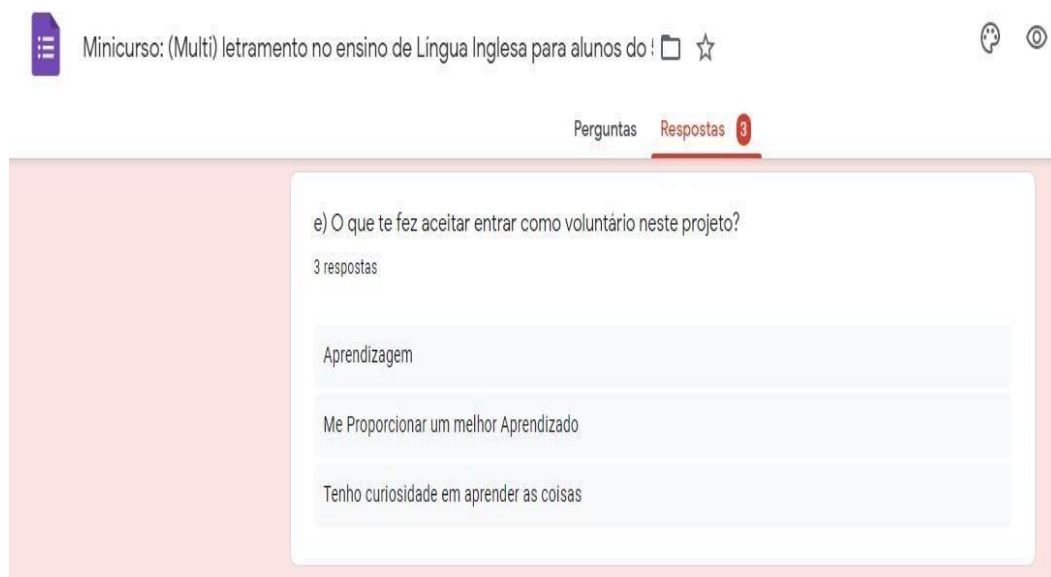 Minicurso: (Multi) letramento no ensino de Língua Inglesa para alunos do
Perguntas Respostas 3
e) O que te fez aceitar entrar como voluntário neste projeto?
3 respostas
Aprendizagem
Me Proporcionar um melhor Aprendizado
Tenho curiosidade em aprender as coisas